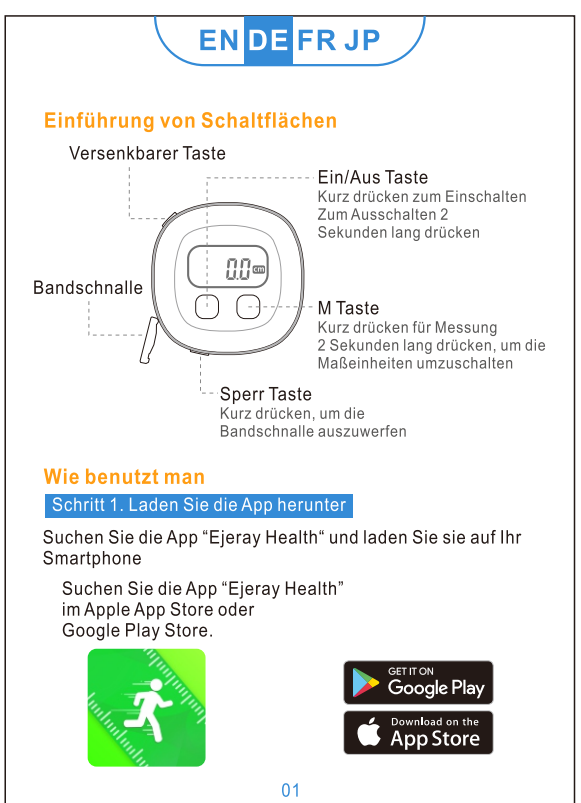 EN DE FR JP
Einführung von Schaltflächen
Versenkbarer Taste
Ein/Aus Taste
Kurz drücken zum Einschalten
Zum Ausschalten 2
Sekunden lang drücken
0.0 cm
Bandschnalle
M Taste
Kurz drücken für Messung
2 Sekunden lang drücken, um die
Maßeinheiten umzuschalten
Sperr Taste
Kurz drücken, um die
Bandschnalle auszuwerfen
Wie benutzt man
Schritt 1. Laden Sie die App herunter
Suchen Sie die App “Ejeray Health“ und laden Sie sie auf Ihr
Smartphone
Suchen Sie die App “Ejeray Health”
im Apple App Store oder
Google Play Store.
GET IT ON
Google Play
Download on the
App Store
01